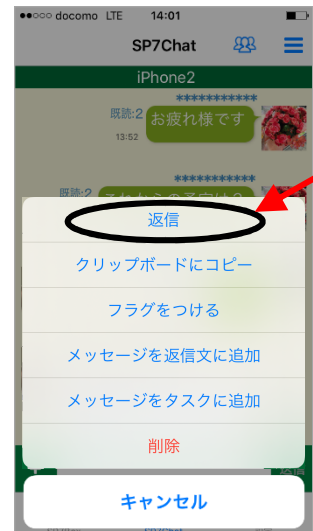 ●●○○○ docomo LTE 14:01
SP7Chat
iPhone2
***********
既読:2 お疲れ様です
13:52
***********
既読:2
返信
クリップボードにコピー
フラグをつける
メッセージを返信文に追加
メッセージをタスクに追加
削除
キャンセル